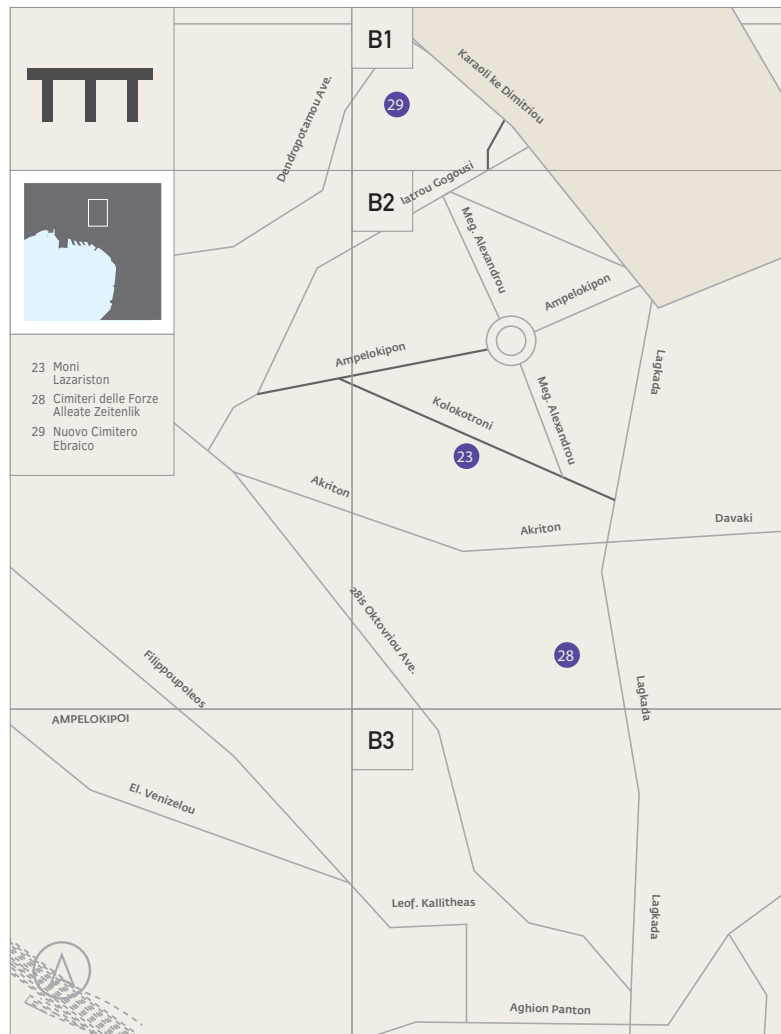 B1
Karaoli ke Dimitriou
29
Dendropotamou Ave.
Iatrou Gogousi
B2
Meg. Alexandrou
Ampelokipon
Ampelokipon
Lagkada
23 Moni
Lazariston
28 Cimiteri delle Forze
Alleate Zeitenlik
29 Nuovo Cimitero
Ebraico
Meg. Alexandrou
Kolokotroni
23
Akriton
Akriton
Davaki
28is Oktovriou Ave.
28
Filippoupoleos
Lagkada
AMPELOKIPOI
B3
El. Venizelou
Leof. Kallitheas
Lagkada
Aghion Panton